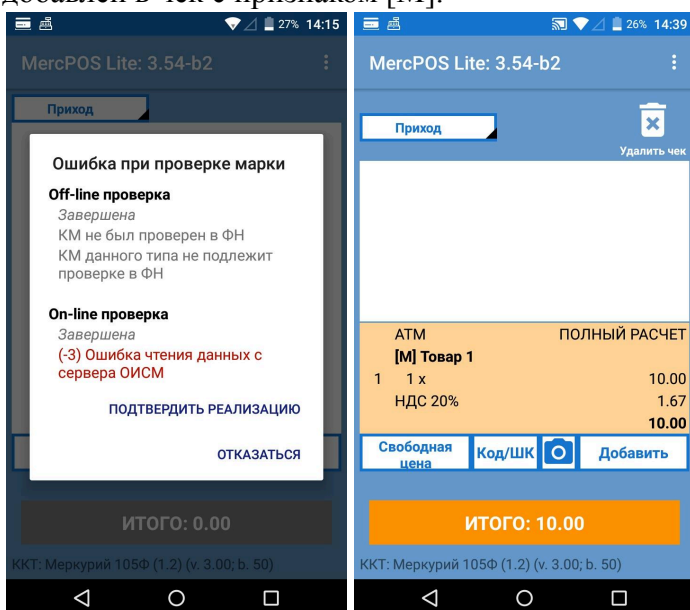 добавлен в чек с признаком [М].
27% 14:15
MercPOS Lite: 3.54-b2
Приход
Ошибка при проверке марки
Off-line проверка
Завершена
КМ не был проверен в ФН
КМ данного типа не подлежит
проверке в ФН
On-line проверка
Завершена
(-3) Ошибка чтения данных с
сервера ОИСМ
ПОДТВЕРДИТЬ РЕАЛИЗАЦИЮ
ОТКАЗАТЬСЯ
ИТОГО: 0.00
ККТ: Меркурий 105Ф (1.2) (v. 3.00; b. 50)
26% 14:39
MercPOS Lite: 3.54-b2
Приход
Удалить чек
АТМ ПОЛНЫЙ РАСЧЕТ
[М] Товар 1
1 1 x 10.00
НДС 20% 1.67
10.00
Свободная
цена
Код/ШК
Добавить
ИТОГО: 10.00
ККТ: Меркурий 105Ф (1.2) (v. 3.00; b. 50)